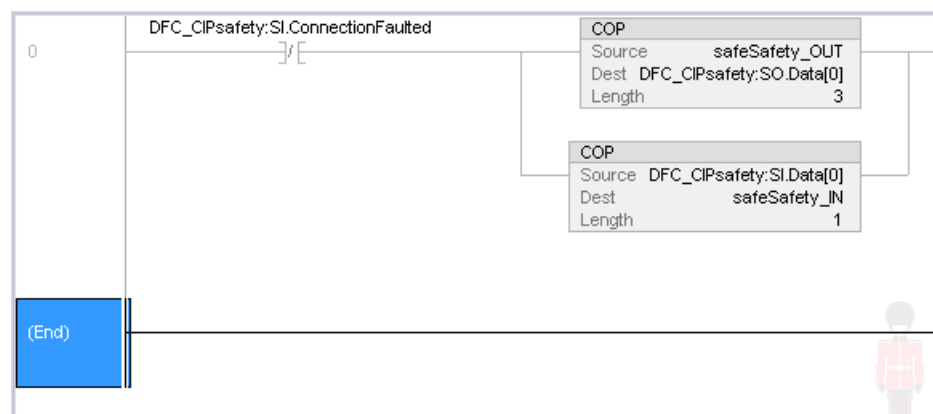 DFC_CIPsafety:SI.ConnectionFaulted
0
COP
Source safeSafety_OUT
Dest DFC_CIPsafety:SO.Data[0]
Length 3
COP
Source DFC_CIPsafety:SI.Data[0]
Dest safeSafety_IN
Length 1
(End)